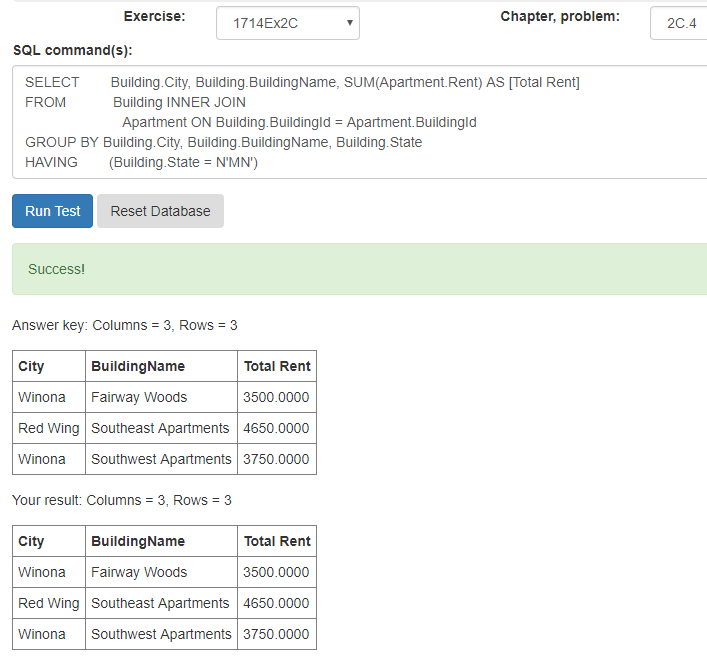 Exercise: 1714Ex2C Chapter, problem: 2C.4
SQL command(s):
SELECT Building.City, Building.BuildingName, SUM(Apartment.Rent) AS [Total Rent]
FROM Building INNER JOIN
Apartment ON Building.BuildingId = Apartment.BuildingId
GROUP BY Building.City, Building.BuildingName, Building.State
HAVING (Building.State = N'MN')
Run Test Reset Database
Success!
Answer key: Columns = 3, Rows = 3
City BuildingName Total Rent
Winona Fairway Woods 3500.0000
Red Wing Southeast Apartments 4650.0000
Winona Southwest Apartments 3750.0000
Your result: Columns = 3, Rows = 3
City BuildingName Total Rent
Winona Fairway Woods 3500.0000
Red Wing Southeast Apartments 4650.0000
Winona Southwest Apartments 3750.0000